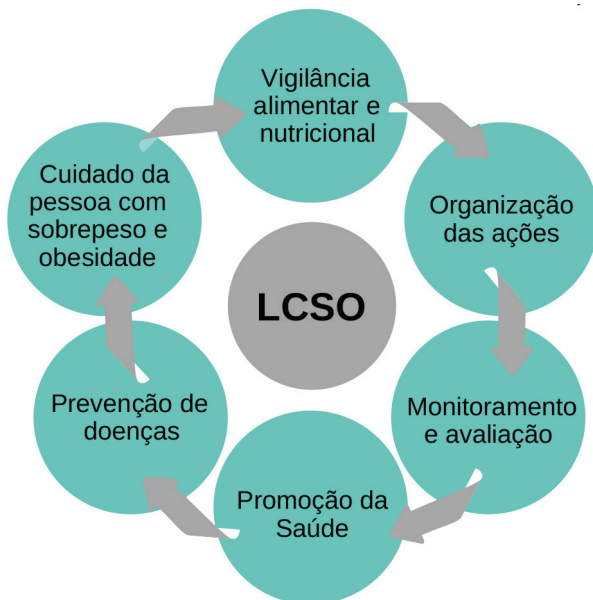 Vigilância
alimentar e
nutricional
Organização
das ações
Monitoramento
e avaliação
Promoção da
Saúde
Prevenção de
doenças
Cuidado da
pessoa com
sobrepeso e
obesidade
LCSO